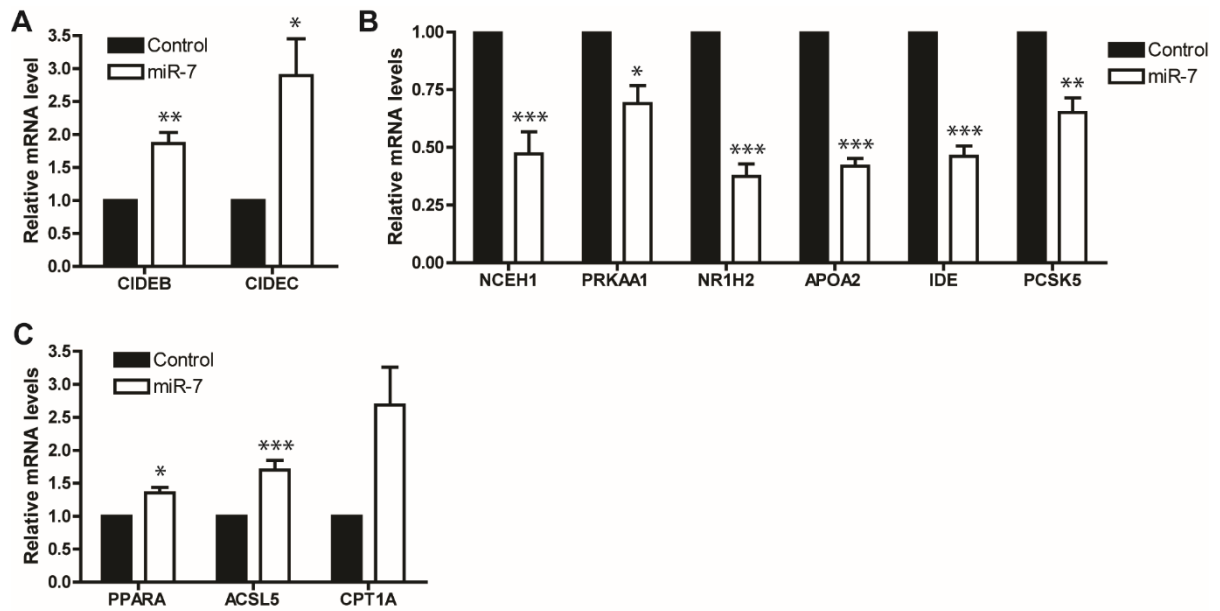 A
Relative mRNA level
3.5
3.0
2.5
2.0
1.5
1.0
0.5
0.0
Control
miR-7
**
*
CIDEB CIDEC
B
Relative mRNA levels
1.00
0.75
0.50
0.25
0.00
***
*
***
***
***
**
Control
miR-7
NCEH1 PRKAA1 NR1H2 APOA2 IDE PCSK5
C
Relative mRNA levels
3.5
3.0
2.5
2.0
1.5
1.0
0.5
0.0
Control
miR-7
*
***
PPARA ACSL5 CPT1A